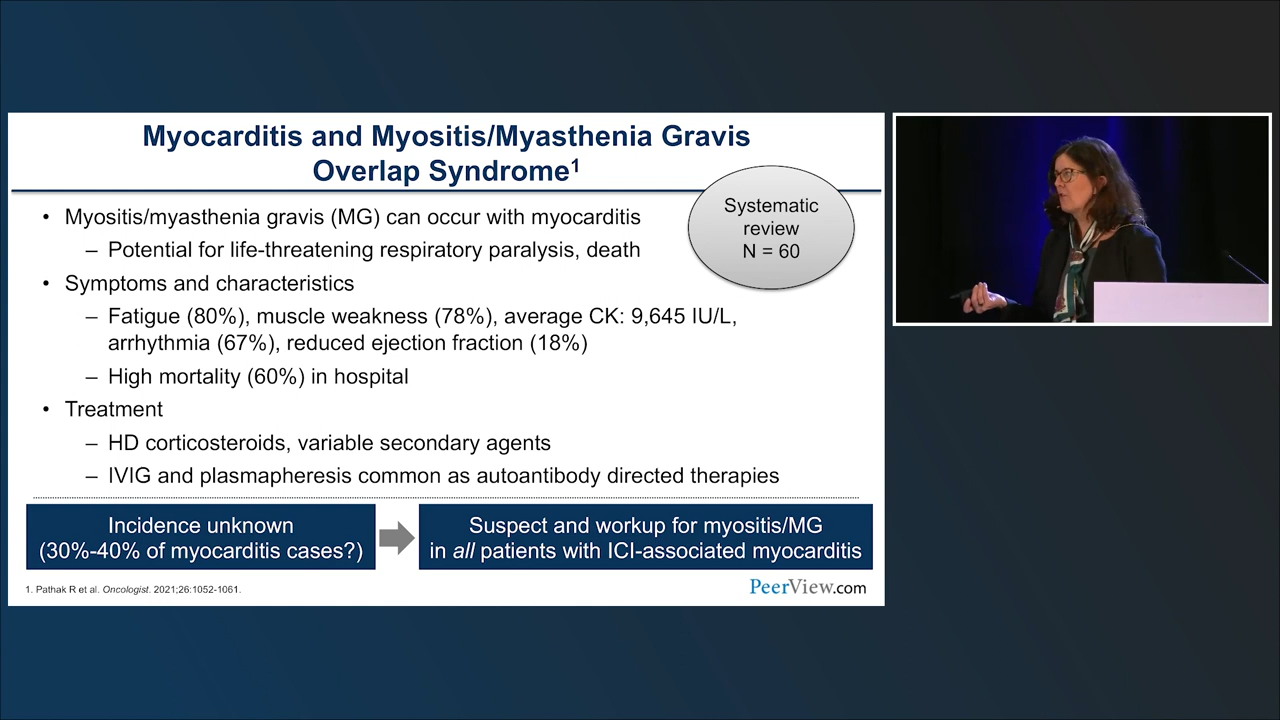 Myocarditis and Myositis/Myasthenia Gravis
Overlap Syndrome¹
Systematic
review
N = 60
• Myositis/myasthenia gravis (MG) can occur with myocarditis
– Potential for life-threatening respiratory paralysis, death
• Symptoms and characteristics
– Fatigue (80%), muscle weakness (78%), average CK: 9,645 IU/L,
arrhythmia (67%), reduced ejection fraction (18%)
– High mortality (60%) in hospital
• Treatment
– HD corticosteroids, variable secondary agents
– IVIG and plasmapheresis common as autoantibody directed therapies
Incidence unknown
(30%-40% of myocarditis cases?)
Suspect and workup for myositis/MG
in all patients with ICI-associated myocarditis
1. Pathak R et al. Oncologist. 2021;26:1052-1061.
PeerView.com